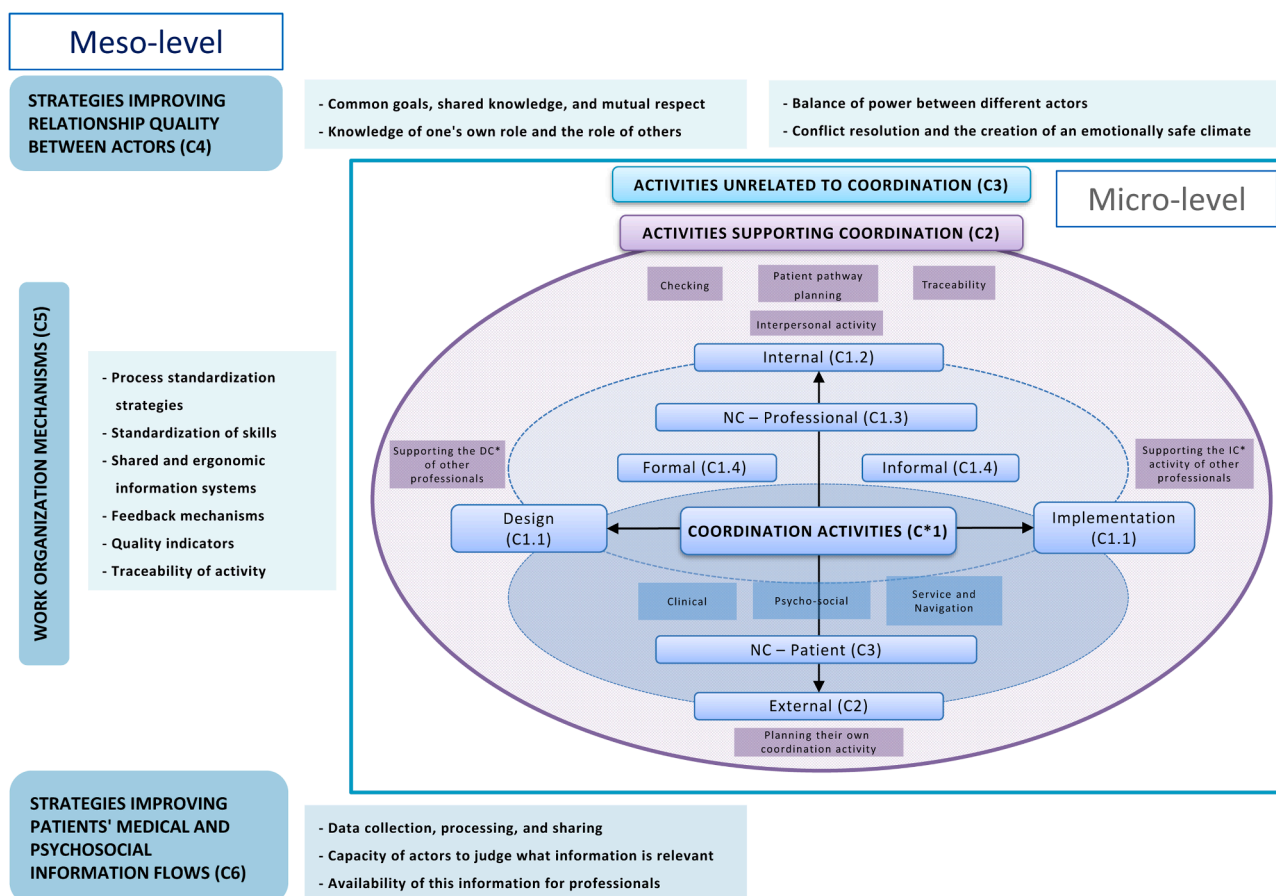 Meso-level
STRATEGIES IMPROVING
RELATIONSHIP QUALITY
BETWEEN ACTORS (C4)
- Common goals, shared knowledge, and mutual respect
- Knowledge of one's own role and the role of others
- Balance of power between different actors
- Conflict resolution and the creation of an emotionally safe climate
ACTIVITIES UNRELATED TO COORDINATION (C3)
Micro-level
ACTIVITIES SUPPORTING COORDINATION (C2)
Checking
Patient pathway
planning
Traceability
Interpersonal activity
Internal (C1.2)
NC – Professional (C1.3)
Formal (C1.4)
Informal (C1.4)
Supporting the DC*
of other
professionals
Supporting the IC*
activity of other
professionals
Design
(C1.1)
COORDINATION ACTIVITIES (C*1)
Implementation
(C1.1)
Clinical
Psycho-social
Service and
Navigation
NC – Patient (C3)
External (C2)
Planning their own
coordination activity
WORK ORGANIZATION MECHANISMS (C5)
- Process standardization
strategies
- Standardization of skills
- Shared and ergonomic
information systems
- Feedback mechanisms
- Quality indicators
- Traceability of activity
STRATEGIES IMPROVING
PATIENTS' MEDICAL AND
PSYCHOSOCIAL
INFORMATION FLOWS (C6)
- Data collection, processing, and sharing
- Capacity of actors to judge what information is relevant
- Availability of this information for professionals